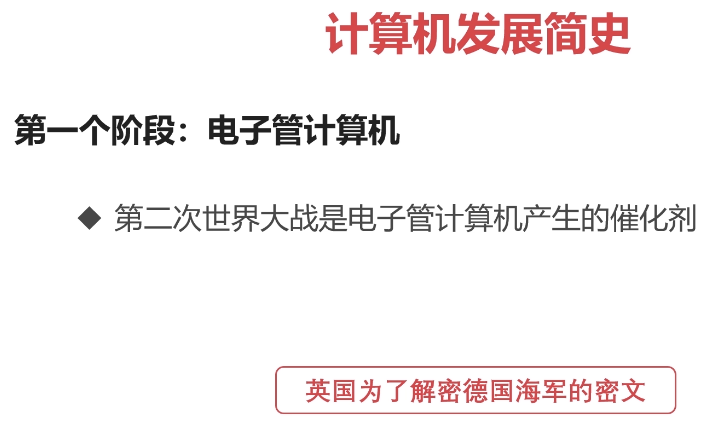 计算机发展简史
第一个阶段：电子管计算机
◆ 第二次世界大战是电子管计算机产生的催化剂
英国为了解密德国海军的密文